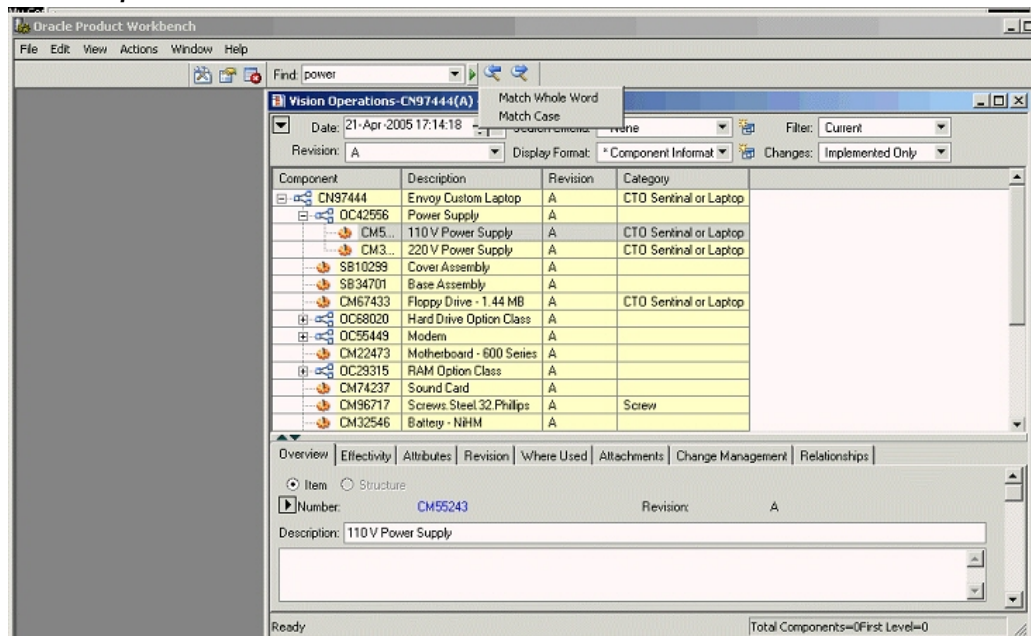 Oracle Product Workbench
File Edit View Actions Window Help
Find: power
Match Whole Word
Match Case
Vision Operations-CN97444(A)
Date: 21-Apr-2005 17:14:18 None Filter: Current
Revision: A Display Format: *Component Informat Changes: Implemented Only
Component Description Revision Category
CN97444 Envoy Custom Laptop A CTO Sentinal or Laptop
OC42556 Power Supply A
CM5... 110 V Power Supply A CTO Sentinal or Laptop
CM3... 220 V Power Supply A CTO Sentinal or Laptop
SB10299 Cover Assembly A
SB34701 Base Assembly A
CM67433 Floppy Drive - 1.44 MB A CTO Sentinal or Laptop
OC68020 Hard Drive Option Class A
OC55449 Modem A
CM22473 Motherboard - 600 Series A
OC29315 RAM Option Class A
CM74237 Sound Card A
CM96717 Screws.Steel.32.Phillips A Screw
CM32546 Battery - NiHM A
Overview Effectivity Attributes Revision Where Used Attachments Change Management Relationships
Item Structure
Number: CM55243 Revision: A
Description: 110 V Power Supply
Ready Total Components=0First Level=0